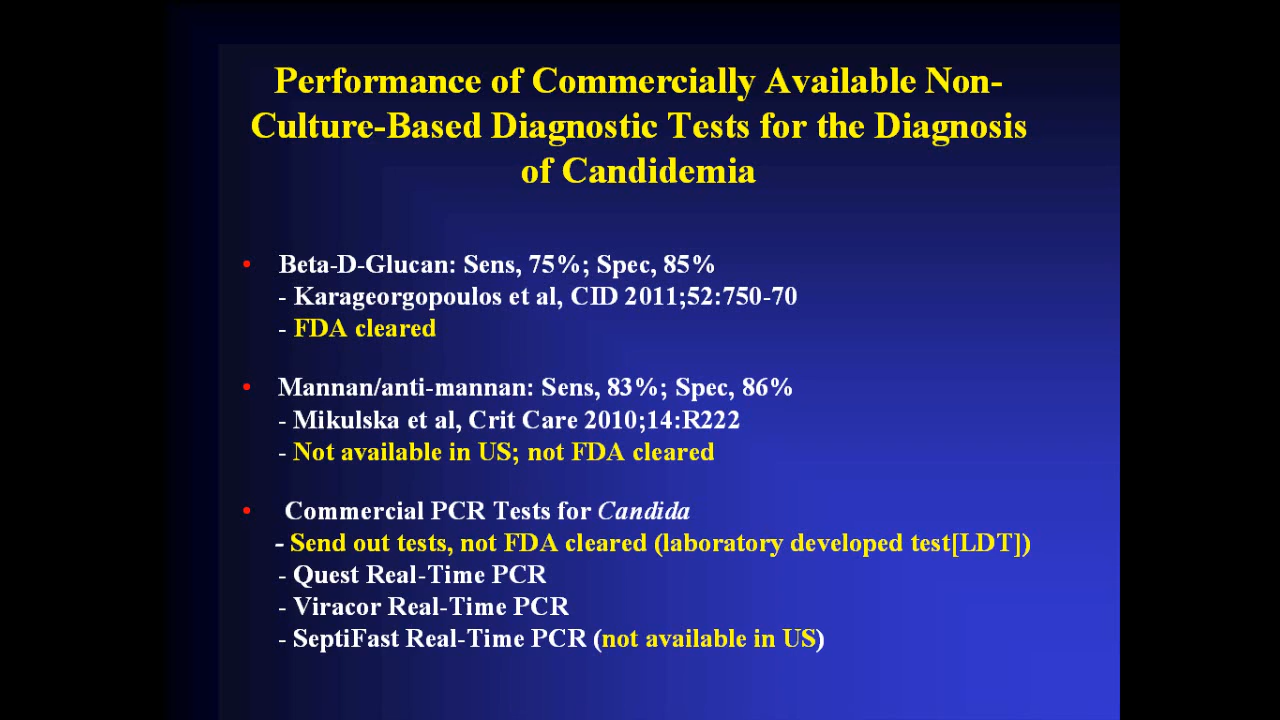 Performance of Commercially Available Non-
Culture-Based Diagnostic Tests for the Diagnosis
of Candidemia
• Beta-D-Glucan: Sens, 75%; Spec, 85%
- Karageorgopoulos et al, CID 2011;52:750-70
- FDA cleared
• Mannan/anti-mannan: Sens, 83%; Spec, 86%
- Mikulska et al, Crit Care 2010;14:R222
- Not available in US; not FDA cleared
• Commercial PCR Tests for Candida
- Send out tests, not FDA cleared (laboratory developed test[LDT])
- Quest Real-Time PCR
- Viracor Real-Time PCR
- SeptiFast Real-Time PCR (not available in US)